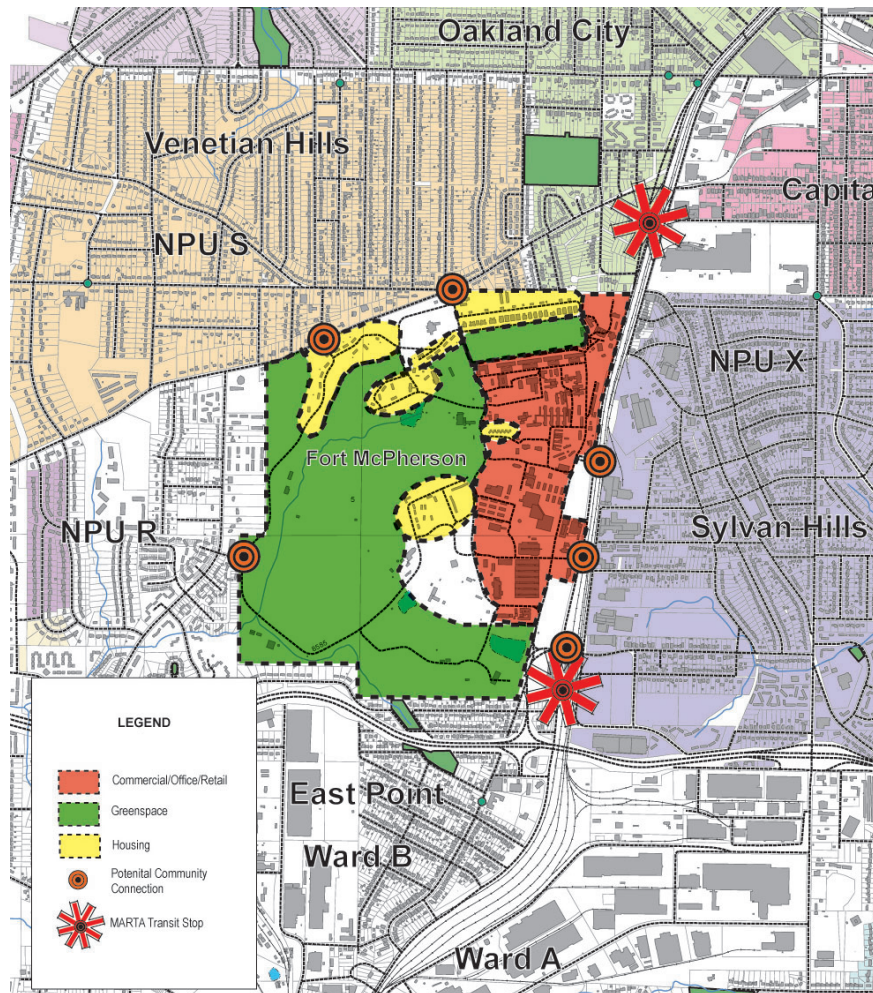 Oakland City
Venetian Hills
Capita
NPU S
NPU X
Fort McPherson
NPU R
Sylvan Hills
LEGEND
Commercial/Office/Retail
Greenspace
Housing
Potenital Community
Connection
MARTA Transit Stop
East Point
Ward B
Ward A